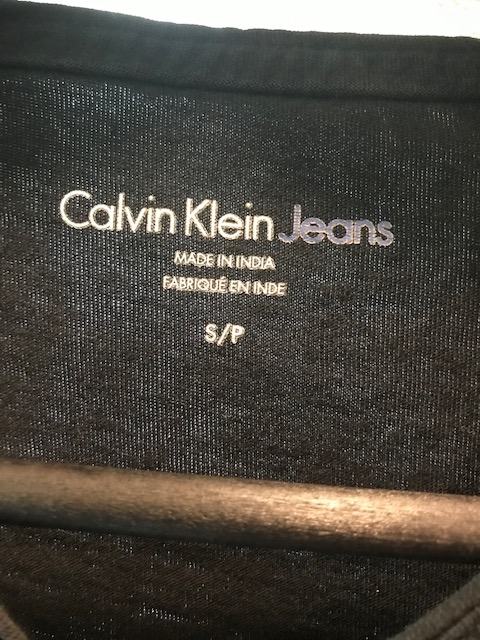 Calvin Klein Jeans
MADE IN INDIA
FABRIQUÉ EN INDE
S/P